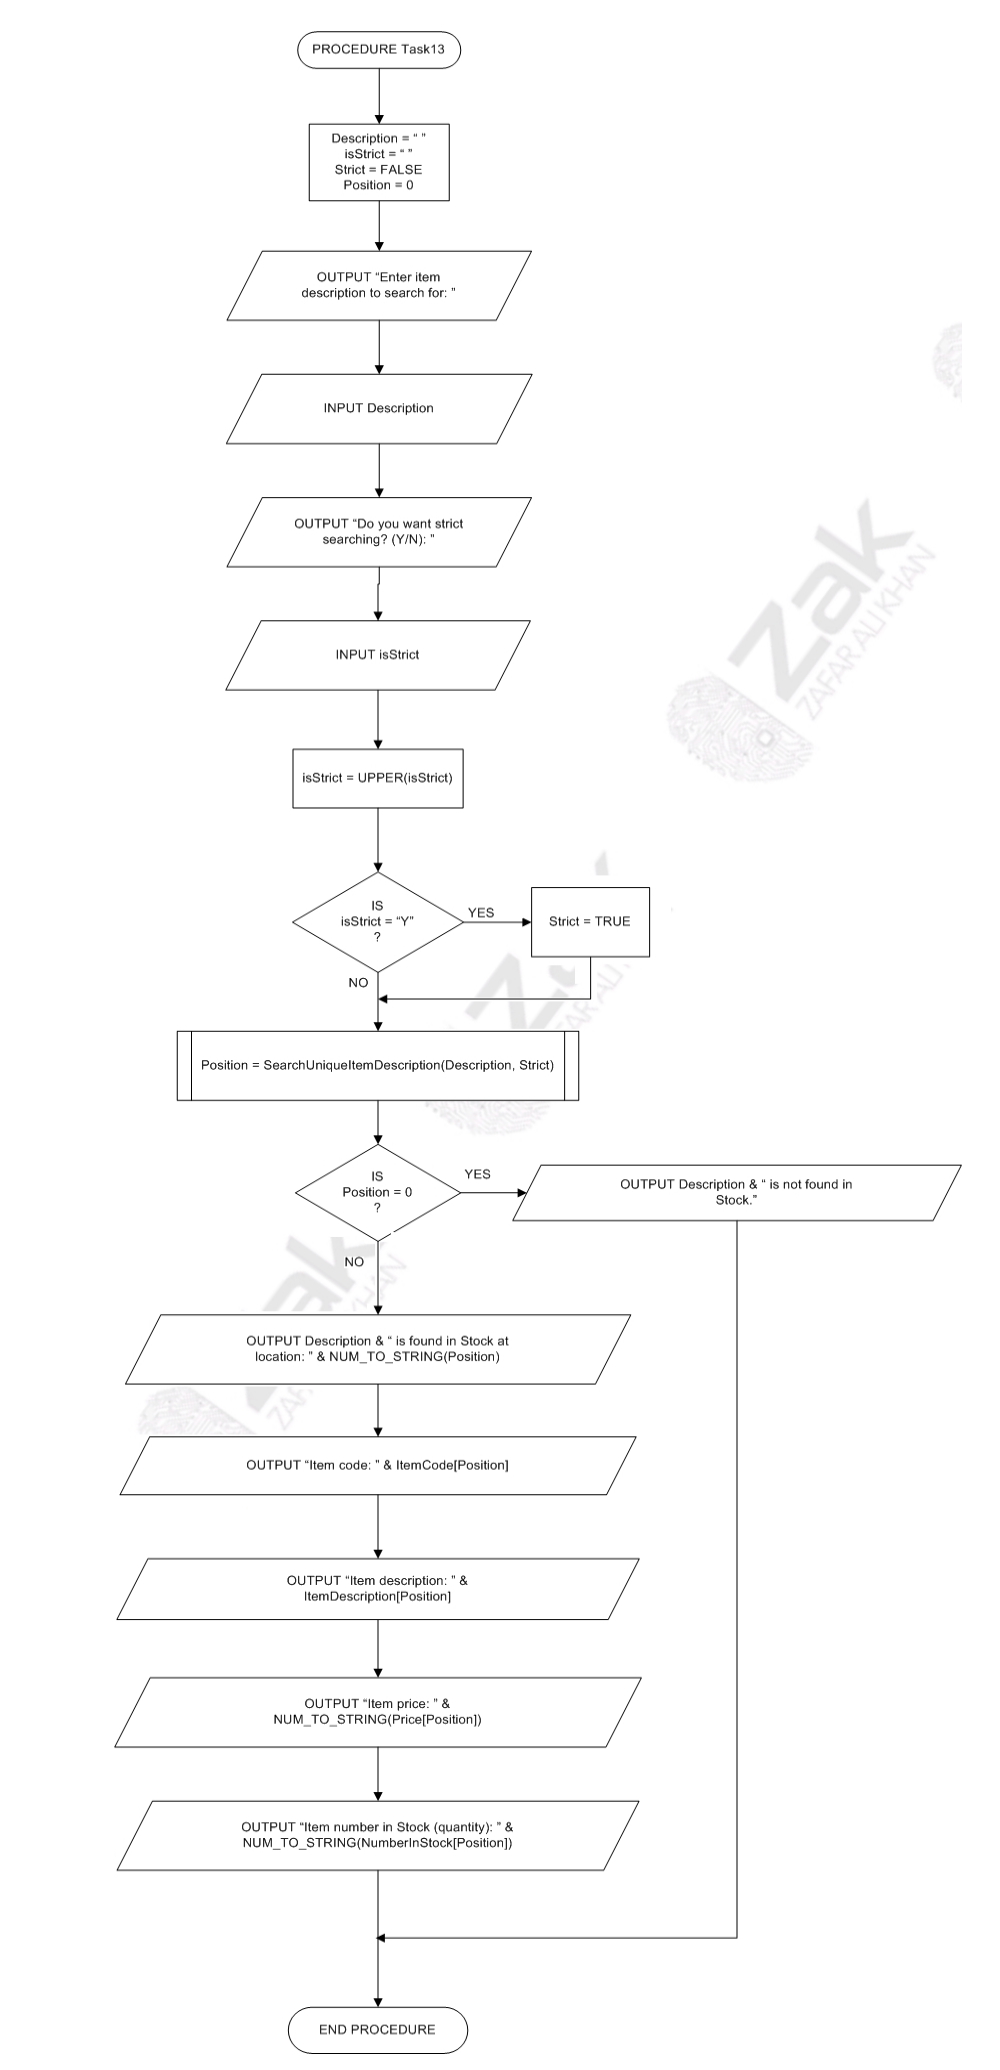 PROCEDURE Task13
Description = “ ”
isStrict = “ ”
Strict = FALSE
Position = 0
OUTPUT “Enter item
description to search for: ”
INPUT Description
OUTPUT “Do you want strict
searching? (Y/N): ”
INPUT isStrict
isStrict = UPPER(isStrict)
IS
isStrict = “Y”
?
YES
Strict = TRUE
NO
Position = SearchUniqueItemDescription(Description, Strict)
IS
Position = 0
?
YES
OUTPUT Description & “ is not found in
Stock.”
NO
OUTPUT Description & “ is found in Stock at
location: ” & NUM_TO_STRING(Position)
OUTPUT “Item code: ” & ItemCode[Position]
OUTPUT “Item description: ” &
ItemDescription[Position]
OUTPUT “Item price: ” &
NUM_TO_STRING(Price[Position])
OUTPUT “Item number in Stock (quantity): ” &
NUM_TO_STRING(NumberInStock[Position])
END PROCEDURE
Zak
ZAFAR ALI KHAN